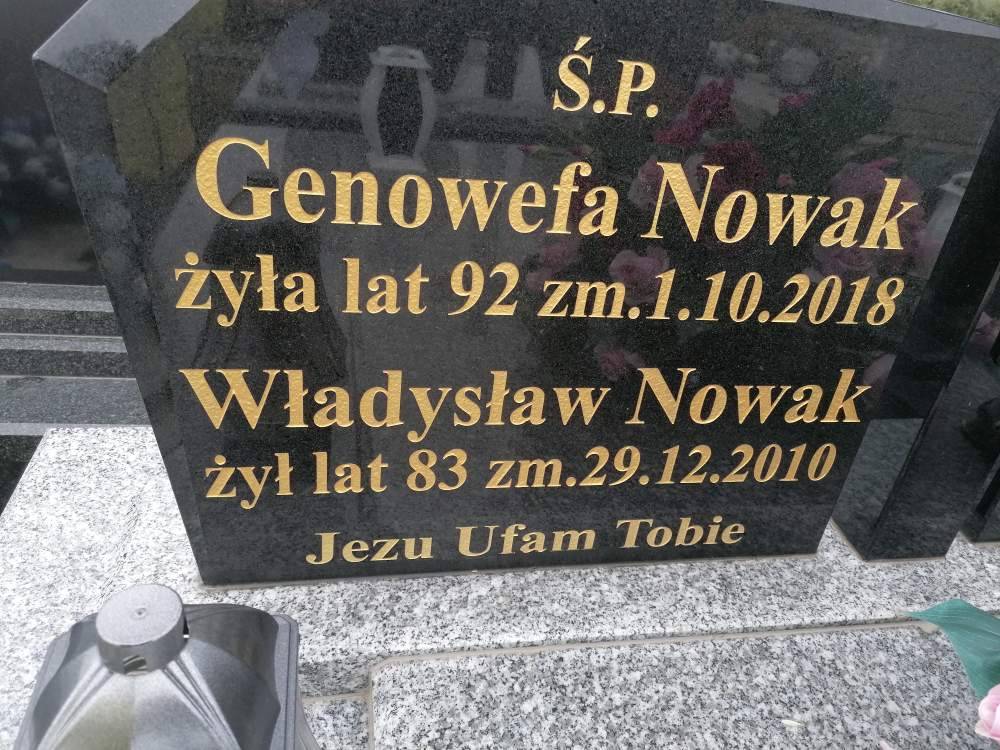 Ś.P.
Genowefa Nowak
żyła lat 92 zm.1.10.2018
Władysław Nowak
żył lat 83 zm.29.12.2010
Jezu Ufam Tobie